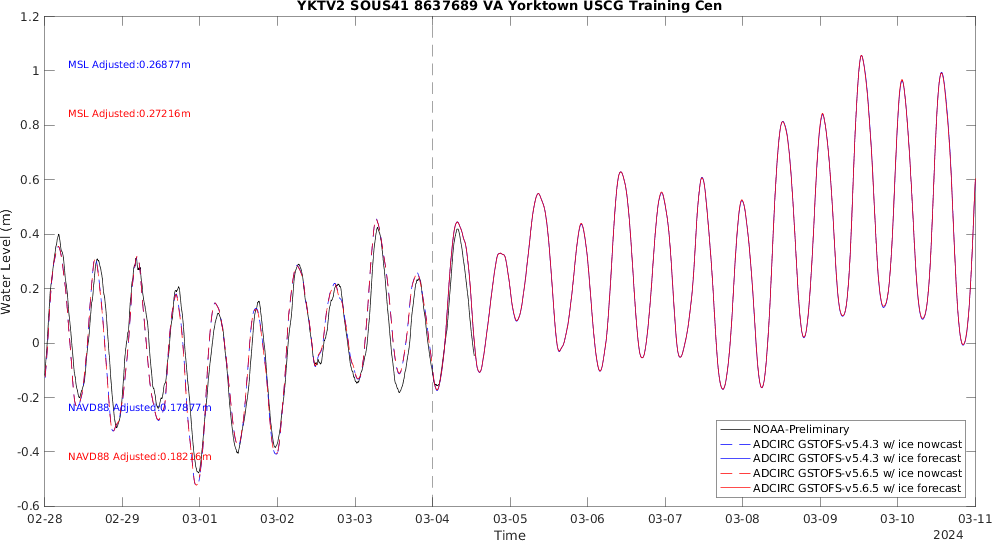 YKTV2 SOUS41 8637689 VA Yorktown USCG Training Cen
1.2
1
0.8
0.6
0.4
0.2
0
-0.2
-0.4
-0.6
Water Level (m)
MSL Adjusted:0.26877m
MSL Adjusted:0.27216m
NAVD88 Adjusted:0.17877m
NAVD88 Adjusted:0.18216m
NOAA-Preliminary
ADCIRC GSTOFS-v5.4.3 w/ ice nowcast
ADCIRC GSTOFS-v5.4.3 w/ ice forecast
ADCIRC GSTOFS-v5.6.5 w/ ice nowcast
ADCIRC GSTOFS-v5.6.5 w/ ice forecast
02-28 02-29 03-01 03-02 03-03 03-04 03-05 03-06 03-07 03-08 03-09 03-10 03-11
Time
2024